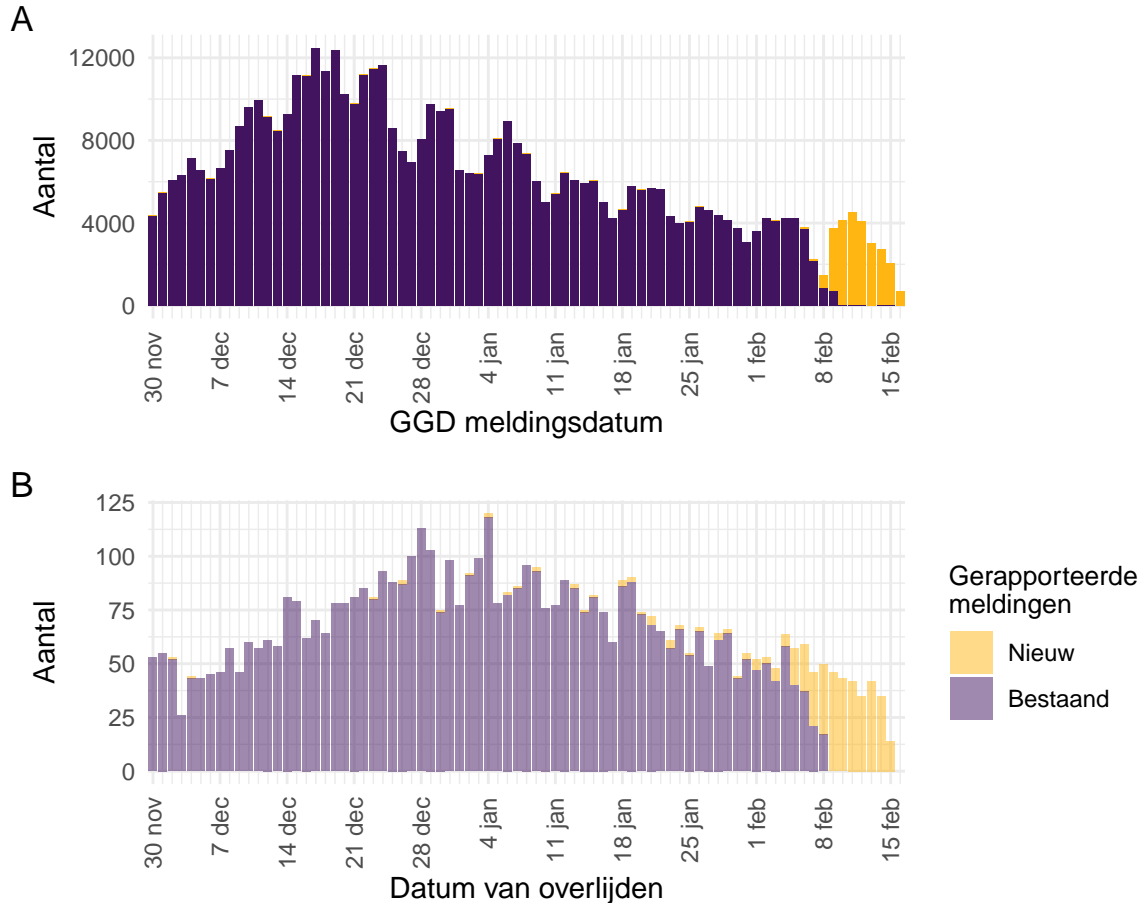 A
12000
8000
4000
0
Aantal
30 nov
7 dec
14 dec
21 dec
28 dec
4 jan
11 jan
18 jan
25 jan
1 feb
8 feb
15 feb
GGD meldingsdatum
B
125
100
75
50
25
0
Aantal
30 nov
7 dec
14 dec
21 dec
28 dec
4 jan
11 jan
18 jan
25 jan
1 feb
8 feb
15 feb
Datum van overlijden
Gerapporteerde
meldingen
Nieuw
Bestaand